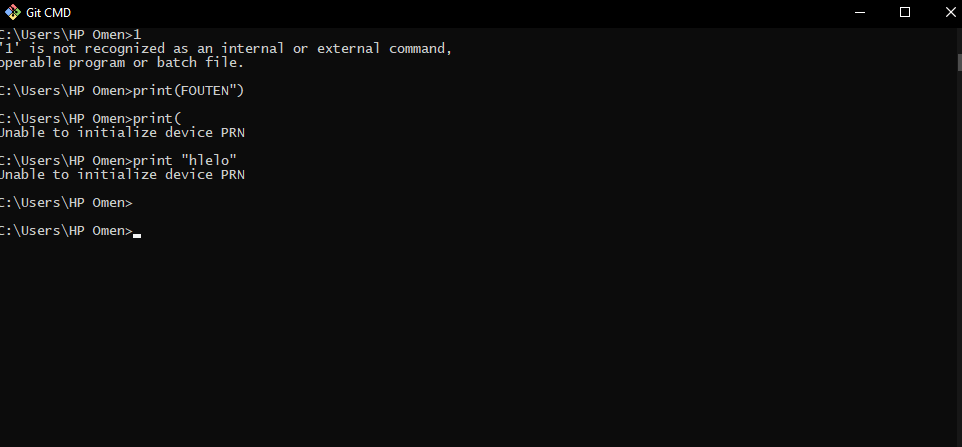 Git CMD
C:\Users\HP Omen>1
'1' is not recognized as an internal or external command,
operable program or batch file.
C:\Users\HP Omen>print(FOUTEN")
C:\Users\HP Omen>print(
Unable to initialize device PRN
C:\Users\HP Omen>print "hlelo"
Unable to initialize device PRN
C:\Users\HP Omen>
C:\Users\HP Omen>